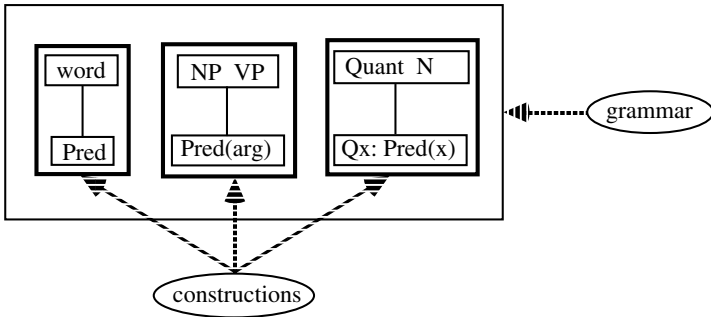 word
NP VP
Quant N
grammar
Pred
Pred(arg)
Qx: Pred(x)
constructions